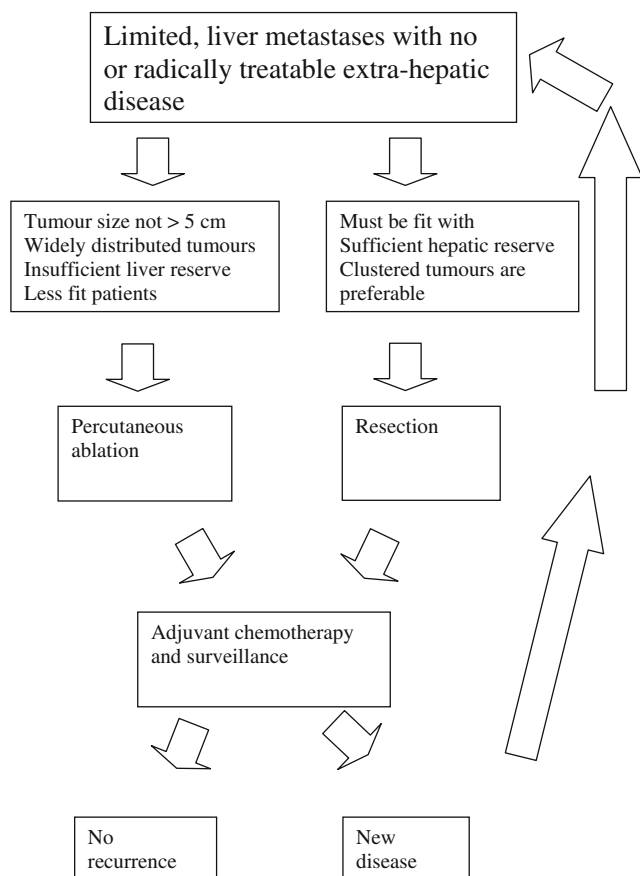 Limited, liver metastases with no
or radically treatable extra-hepatic
disease
Tumour size not > 5 cm
Widely distributed tumours
Insufficient liver reserve
Less fit patients
Must be fit with
Sufficient hepatic reserve
Clustered tumours are
preferable
Percutaneous
ablation
Resection
Adjuvant chemotherapy
and surveillance
No
recurrence
New
disease